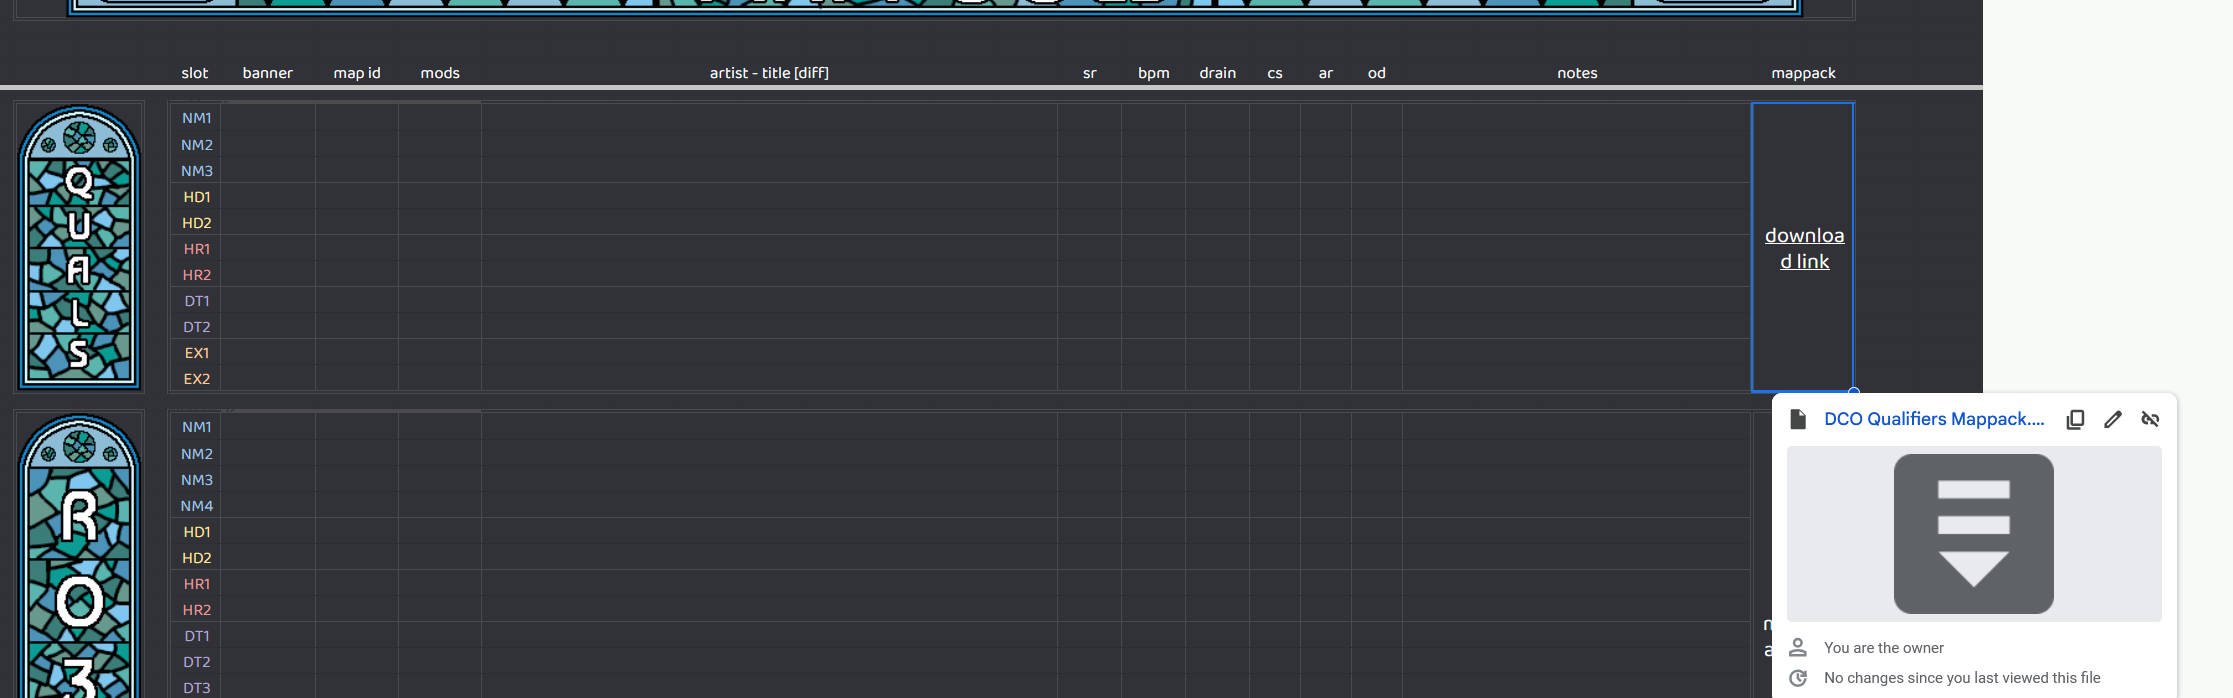 slot banner map id mods artist - title [diff] sr bpm drain cs ar od notes mappack
QUALS
NM1
NM2
NM3
HD1
HD2
HR1
HR2
DT1
DT2
EX1
EX2
downloa
d link
RO3
NM1
NM2
NM3
NM4
HD1
HD2
HR1
HR2
DT1
DT2
DT3
DCO Qualifiers Mappack....
You are the owner
No changes since you last viewed this file